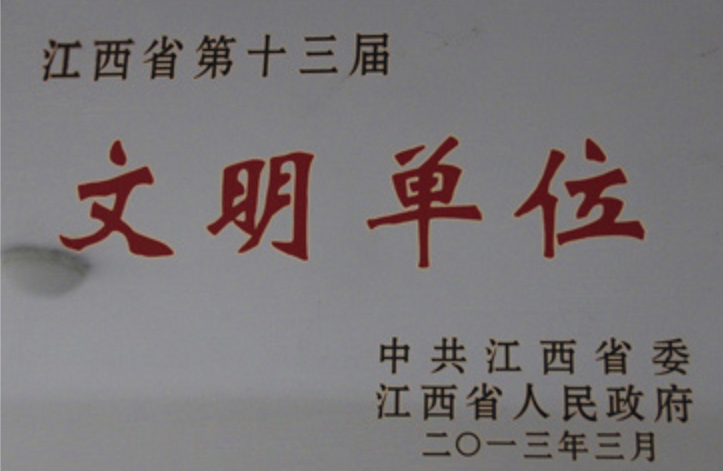 江西省第十三届
文明单位
中共江西省委
江西省人民政府
二〇一三年三月